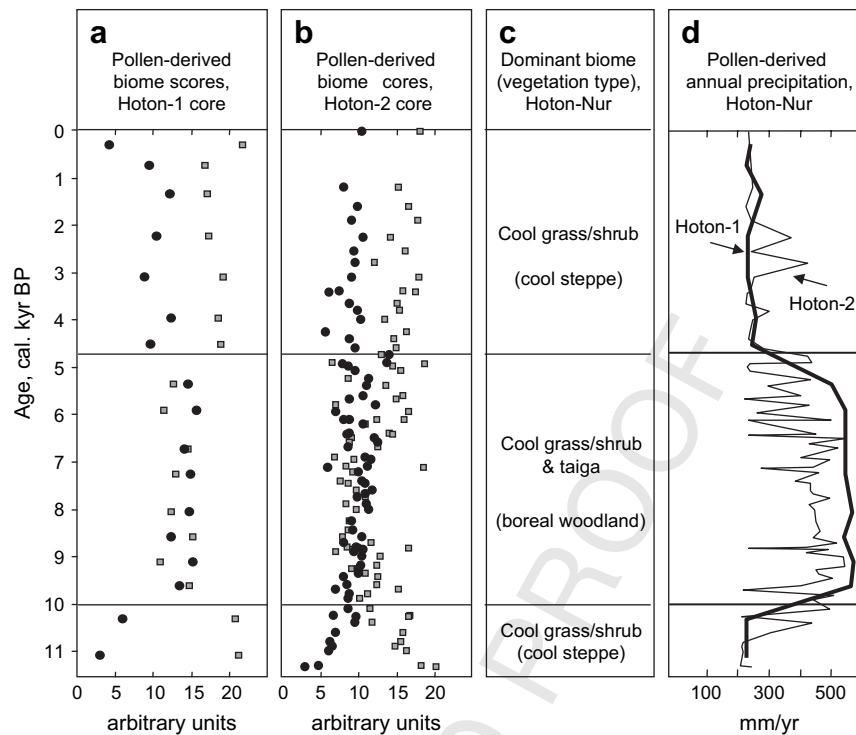 a
Pollen-derived
biome scores,
Hoton-1 core
b
Pollen-derived
biome cores,
Hoton-2 core
c
Dominant biome
(vegetation type),
Hoton-Nur
d
Pollen-derived
annual precipitation,
Hoton-Nur
Age, cal. kyr BP
0
1
2
3
4
5
6
7
8
9
10
11
Cool grass/shrub
(cool steppe)
Cool grass/shrub
& taiga
(boreal woodland)
Cool grass/shrub
(cool steppe)
Hoton-1
Hoton-2
0 5 10 15 20
arbitrary units
0 5 10 15 20
arbitrary units
100 300 500
mm/yr
D PROOF